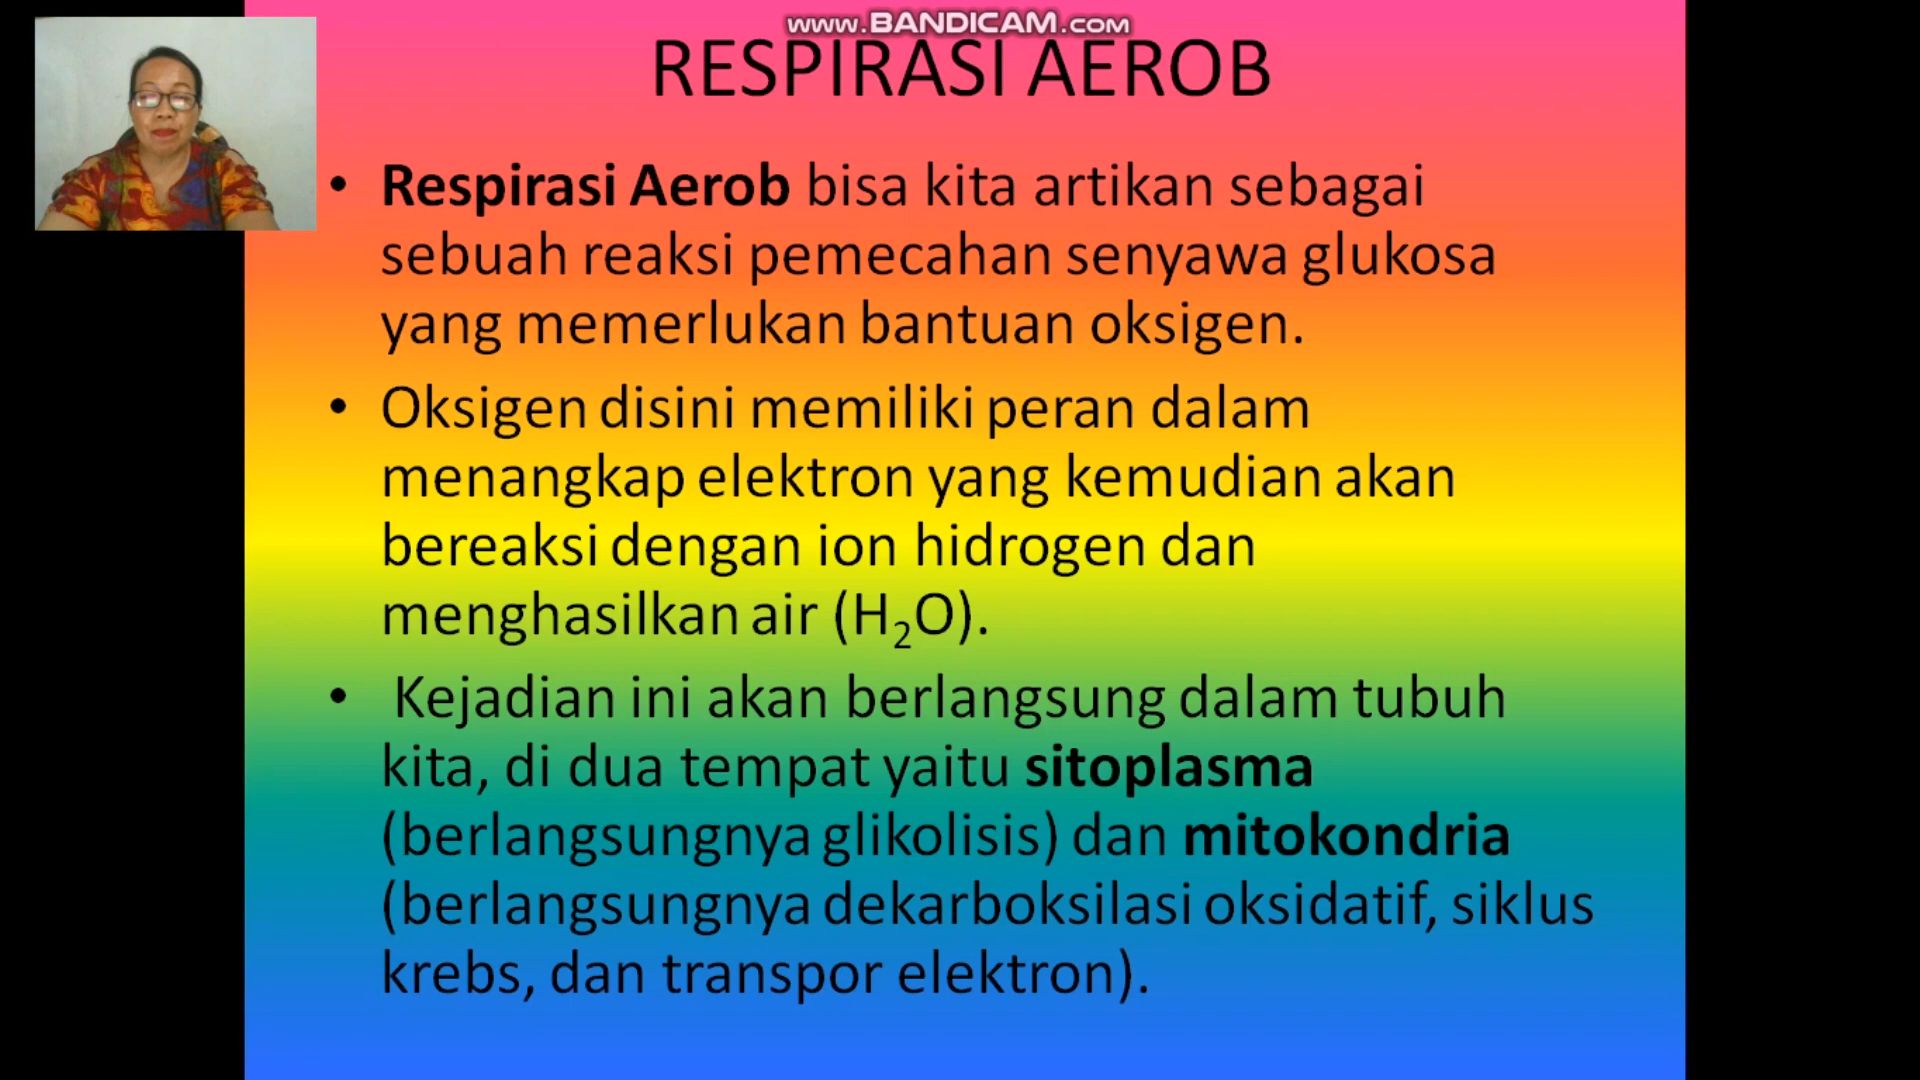 www.BANDICAM.com
RESPIRASI AEROB
• Respirasi Aerob bisa kita artikan sebagai
sebuah reaksi pemecahan senyawa glukosa
yang memerlukan bantuan oksigen.
• Oksigen disini memiliki peran dalam
menangkap elektron yang kemudian akan
bereaksi dengan ion hidrogen dan
menghasilkan air (H₂O).
• Kejadian ini akan berlangsung dalam tubuh
kita, di dua tempat yaitu sitoplasma
(berlangsungnya glikolisis) dan mitokondria
(berlangsungnya dekarboksilasi oksidatif, siklus
krebs, dan transpor elektron).